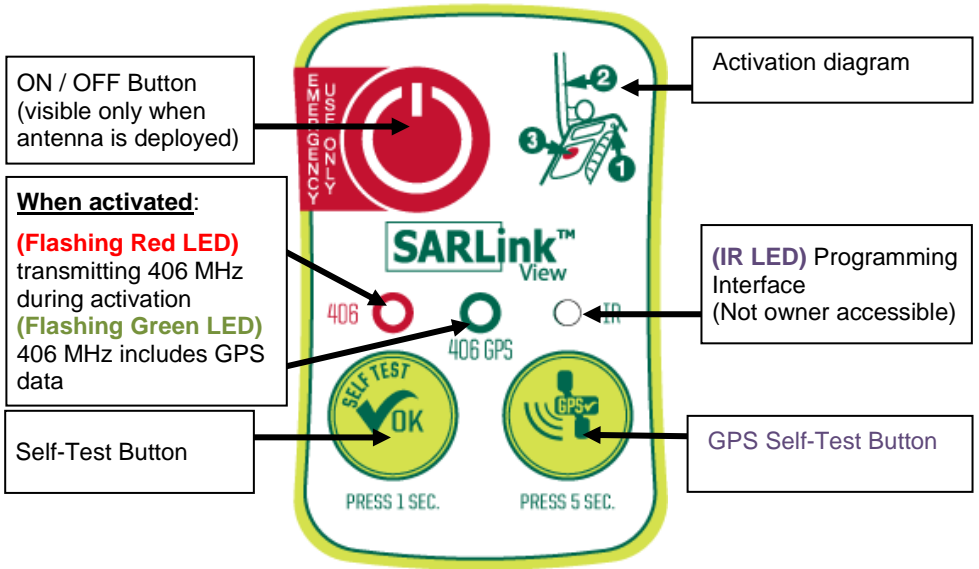 ON / OFF Button
(visible only when
antenna is deployed)
EMERGENCY
USE ONLY
2
3
1
Activation diagram
When activated:
(Flashing Red LED)
transmitting 406 MHz
during activation
(Flashing Green LED)
406 MHz includes GPS
data
SARLink™
View
406
406 GPS
IR
(IR LED) Programming
Interface
(Not owner accessible)
Self-Test Button
SELF TEST
OK
GPS
GPS Self-Test Button
PRESS 1 SEC.
PRESS 5 SEC.